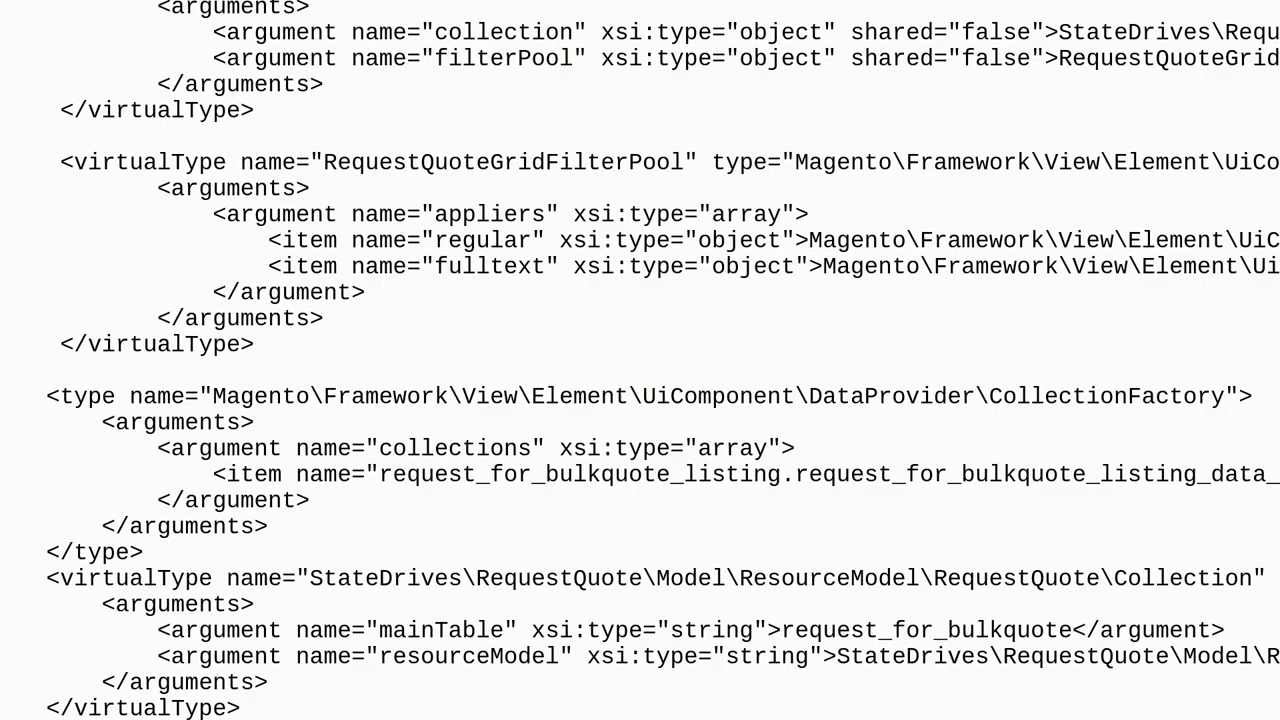 <arguments>
<argument name="collection" xsi:type="object" shared="false">StateDrives\Requ
<argument name="filterPool" xsi:type="object" shared="false">RequestQuoteGrid
</arguments>
</virtualType>
<virtualType name="RequestQuoteGridFilterPool" type="Magento\Framework\View\Element\UiCo
<arguments>
<argument name="appliers" xsi:type="array">
<item name="regular" xsi:type="object">Magento\Framework\View\Element\UiC
<item name="fulltext" xsi:type="object">Magento\Framework\View\Element\Ui
</argument>
</arguments>
</virtualType>
<type name="Magento\Framework\View\Element\UiComponent\DataProvider\CollectionFactory">
<arguments>
<argument name="collections" xsi:type="array">
<item name="request_for_bulkquote_listing.request_for_bulkquote_listing_data_
</argument>
</arguments>
</type>
<virtualType name="StateDrives\RequestQuote\Model\ResourceModel\RequestQuote\Collection"
<arguments>
<argument name="mainTable" xsi:type="string">request_for_bulkquote</argument>
<argument name="resourceModel" xsi:type="string">StateDrives\RequestQuote\Model\R
</arguments>
</virtualType>